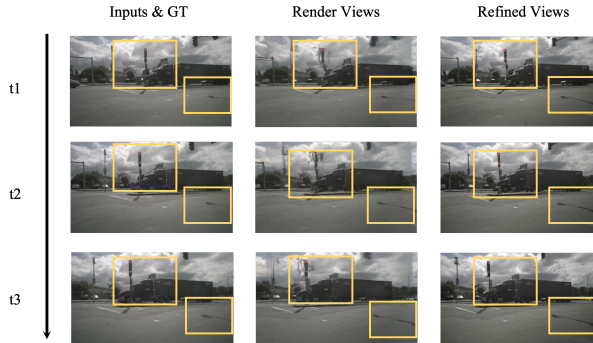 Inputs & GT
Render Views
Refined Views
t1
t2
t3